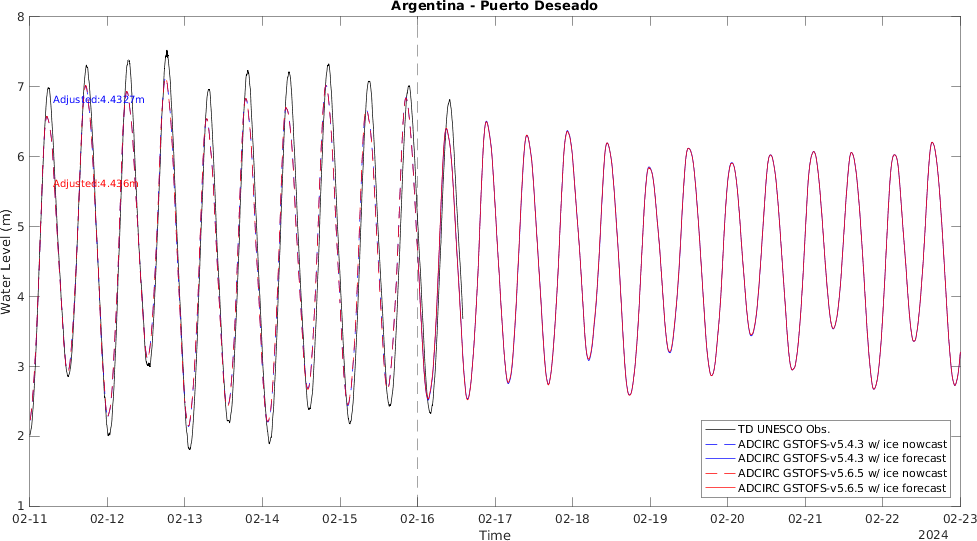 Argentina - Puerto Deseado
8
7
6
5
4
3
2
1
Water Level (m)
Adjusted:4.4327m
Adjusted:4.436m
TD UNESCO Obs.
ADCIRC GSTOFS-v5.4.3 w/ ice nowcast
ADCIRC GSTOFS-v5.4.3 w/ ice forecast
ADCIRC GSTOFS-v5.6.5 w/ ice nowcast
ADCIRC GSTOFS-v5.6.5 w/ ice forecast
02-11 02-12 02-13 02-14 02-15 02-16 02-17 02-18 02-19 02-20 02-21 02-22 02-23
Time
2024